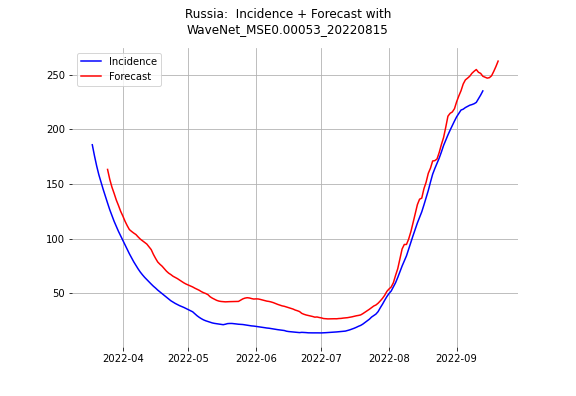 Russia:  Incidence + Forecast with
WaveNet_MSE0.00053_20220815
Incidence
Forecast
250
200
150
100
50
2022-04
2022-05
2022-06
2022-07
2022-08
2022-09